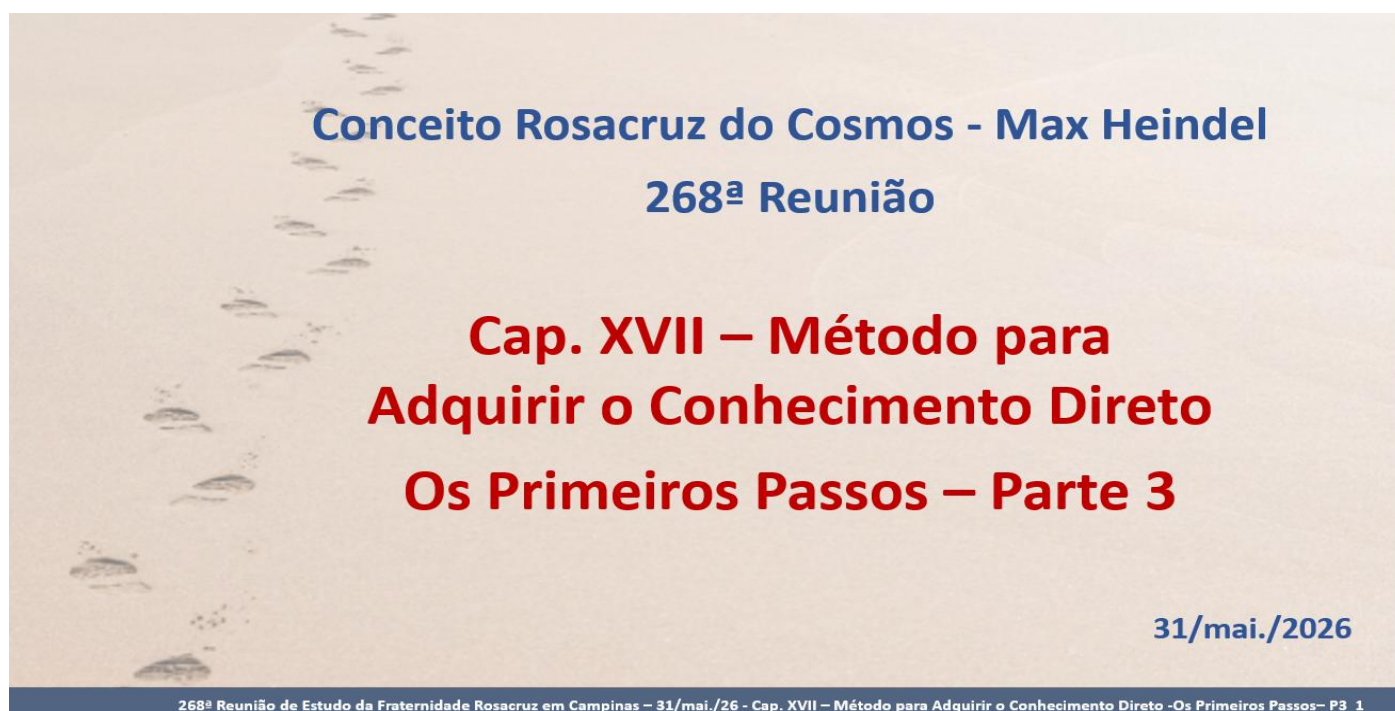 Conceito Rosacruz do Cosmos - Max Heindel
268ª Reunião
Cap. XVII – Método para
Adquirir o Conhecimento Direto
Os Primeiros Passos – Parte 3
31/mai./2026
268ª Reunião de Estudo da Fraternidade Rosacruz em Campinas – 31/mai./26 - Cap. XVII – Método para Adquirir o Conhecimento Direto -Os Primeiros Passos– P3 1